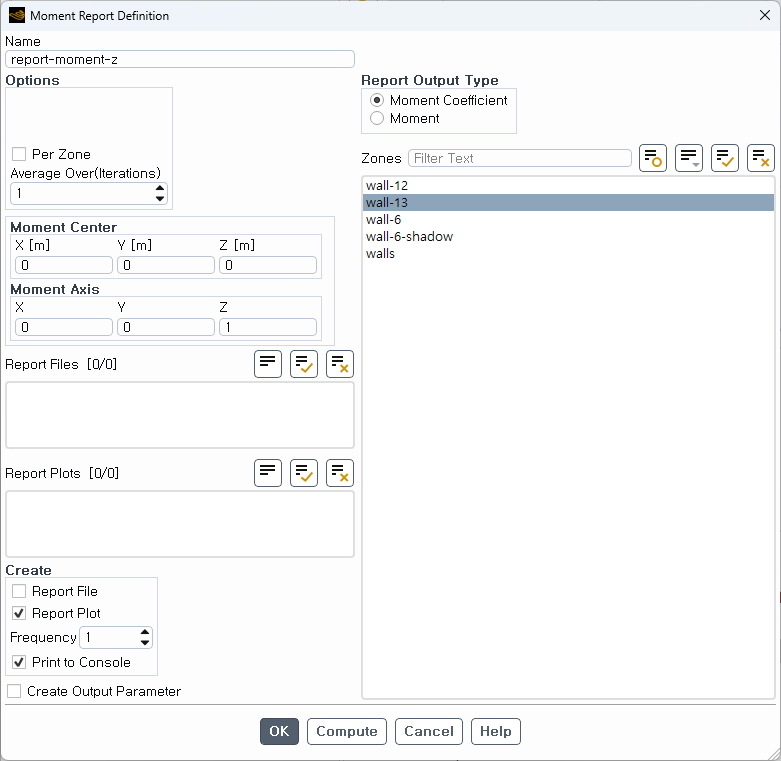 Moment Report Definition
Name
report-moment-z
Options
Per Zone
Average Over(Iterations)
1
Moment Center
X [m] Y [m] Z [m]
0 0 0
Moment Axis
X Y Z
0 0 1
Report Files [0/0]
Report Plots [0/0]
Create
Report File
Report Plot
Frequency 1
Print to Console
Create Output Parameter
Report Output Type
Moment Coefficient
Moment
Zones Filter Text
wall-12
wall-13
wall-6
wall-6-shadow
walls
OK Compute Cancel Help